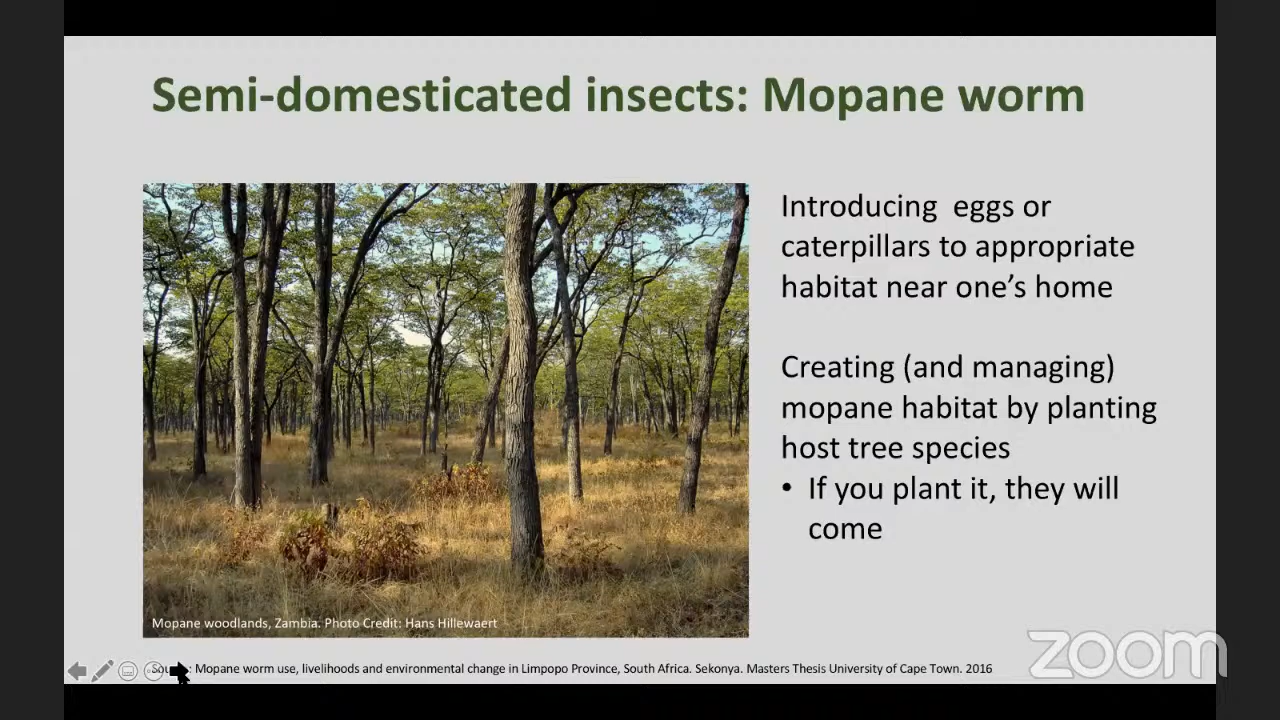 Semi-domesticated insects: Mopane worm
Introducing eggs or
caterpillars to appropriate
habitat near one's home
Creating (and managing)
mopane habitat by planting
host tree species
• If you plant it, they will
come
Mopane woodlands, Zambia. Photo Credit: Hans Hillewaert
: Mopane worm use, livelihoods and environmental change in Limpopo Province, South Africa. Sekonya. Masters Thesis University of Cape Town. 2016
zoom